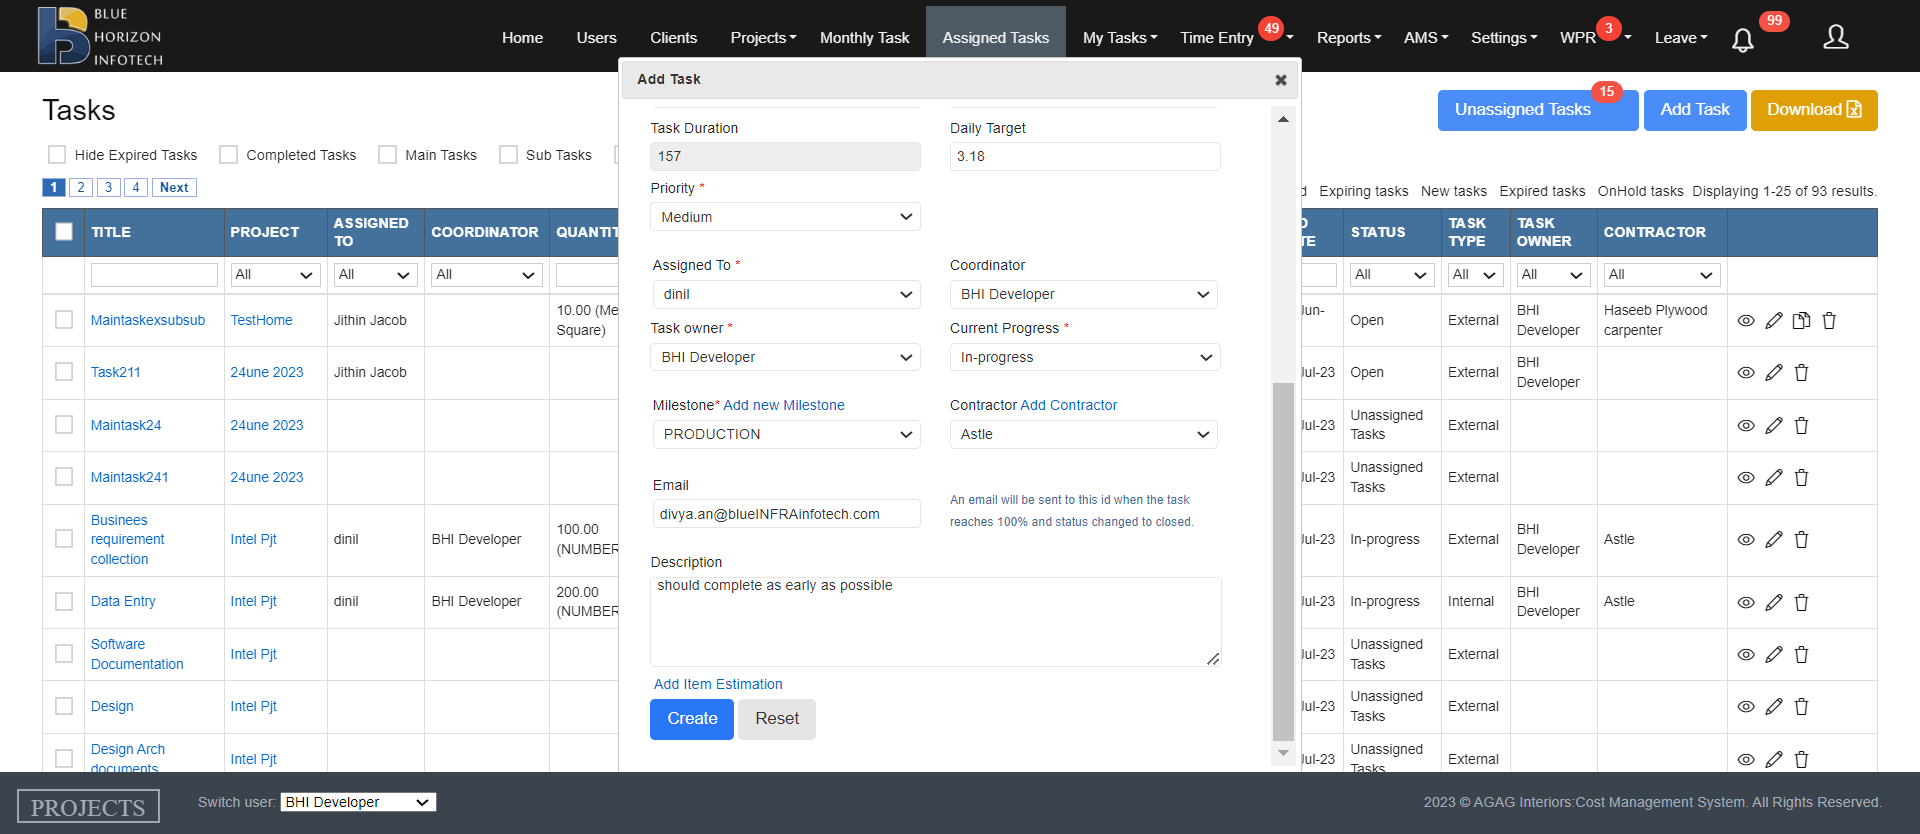 BLUE
HORIZON
INFOTECH
Home Users Clients Projects Monthly Task Assigned Tasks My Tasks Time Entry 49 Reports AMS Settings WPR 3 Leave 99
Add Task
Tasks
Unassigned Tasks 15 Add Task Download
Hide Expired Tasks Completed Tasks Main Tasks Sub Tasks
1 2 3 4 Next
Expiring tasks New tasks Expired tasks OnHold tasks Displaying 1-25 of 93 results.
Task Duration Daily Target
157 3.18
Priority *
Medium
Assigned To * Coordinator
dinil BHI Developer
Task owner * Current Progress *
BHI Developer In-progress
Milestone* Add new Milestone Contractor Add Contractor
PRODUCTION Astle
Email
divya.an@blueINFRAinfotech.com
An email will be sent to this id when the task
reaches 100% and status changed to closed.
Description
should complete as early as possible
Add Item Estimation
Create Reset
TITLE PROJECT ASSIGNED TO COORDINATOR QUANTIT STATUS TASK TYPE TASK OWNER CONTRACTOR
All All All All All All All
Maintaskexsubsub TestHome Jithin Jacob 10.00 (Me Square) Jun- Open External BHI Developer Haseeb Plywood carpenter
Task211 24une 2023 Jithin Jacob Jul-23 Open External BHI Developer
Maintask24 24une 2023 Jul-23 Unassigned Tasks External
Maintask241 24une 2023 Jul-23 Unassigned Tasks External
Businees requirement collection Intel Pjt dinil BHI Developer 100.00 (NUMBER Jul-23 In-progress External BHI Developer Astle
Data Entry Intel Pjt dinil BHI Developer 200.00 (NUMBER Jul-23 In-progress Internal BHI Developer Astle
Software Documentation Intel Pjt Jul-23 Unassigned Tasks External
Design Intel Pjt Jul-23 Unassigned Tasks External
Design Arch documents Intel Pjt Jul-23 Unassigned Tasks External
PROJECTS Switch user: BHI Developer 2023 © AGAG Interiors:Cost Management System. All Rights Reserved.